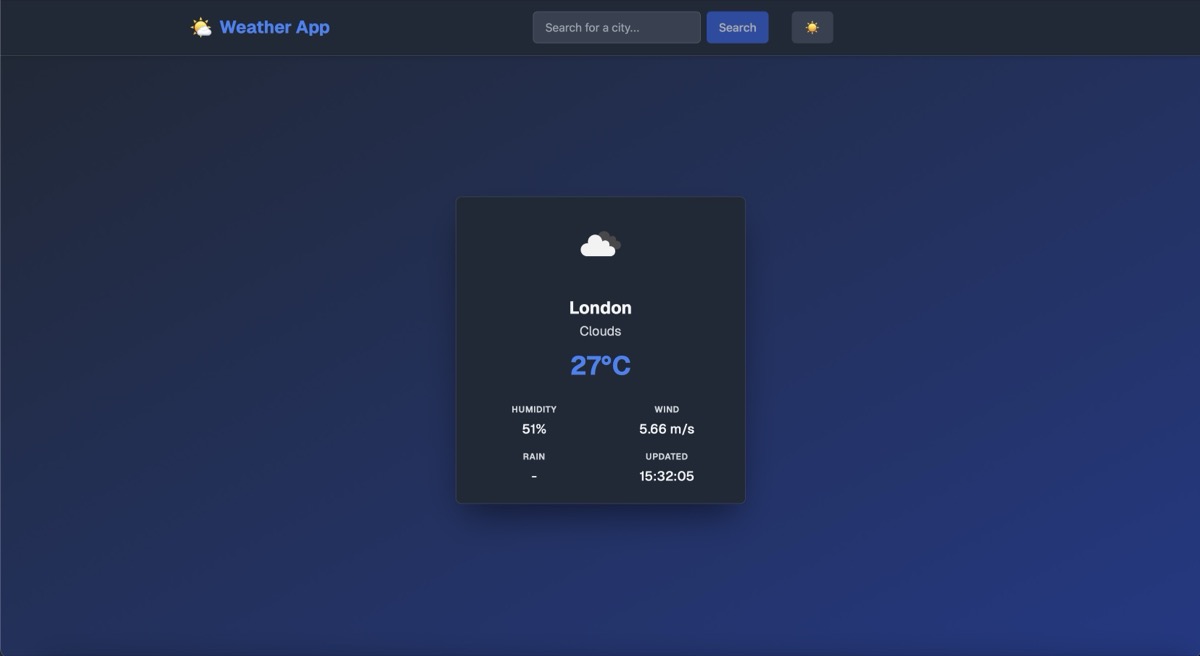 Weather App
Search for a city...
Search
London
Clouds
27°C
HUMIDITY WIND
51% 5.66 m/s
RAIN UPDATED
- 15:32:05